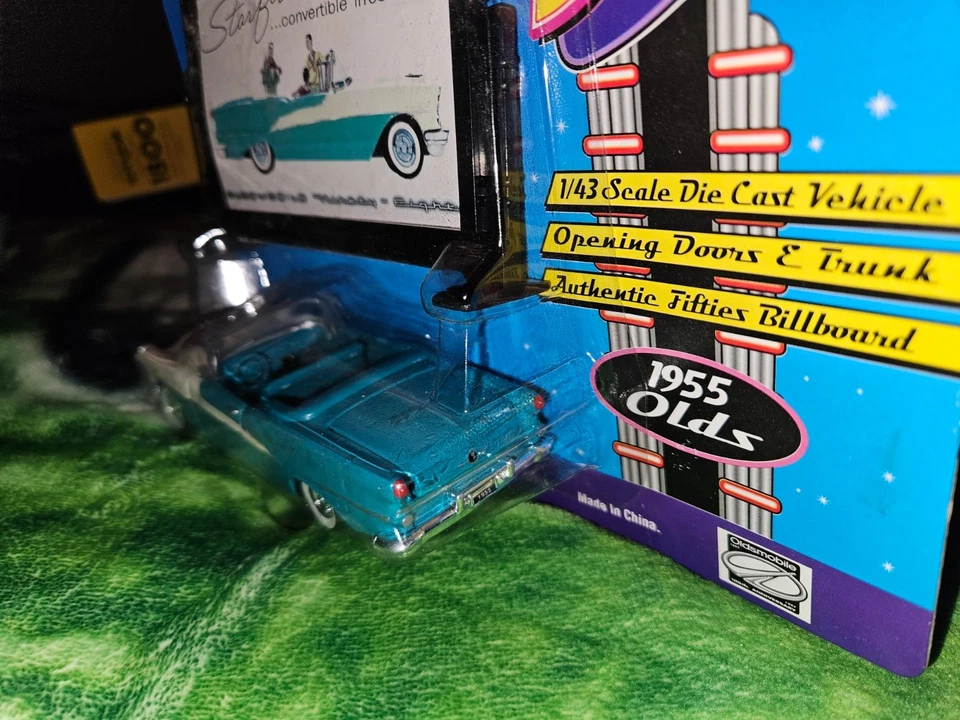 ...convertible
1/43 Scale Die Cast Vehicle
Opening Doors & Trunk
Authentic Fifties Billboard
1955
Olds
Made in China.
Oldsmobile